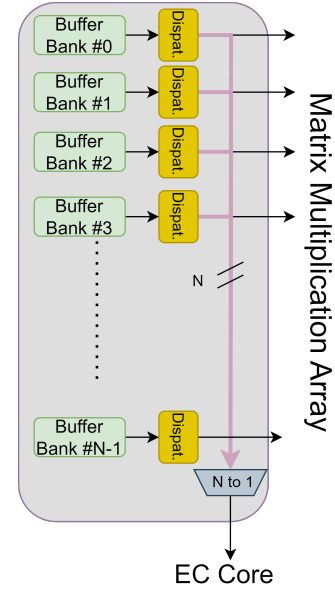 Buffer
Bank #0
Dispat.
Buffer
Bank #1
Dispat.
Buffer
Bank #2
Dispat.
Buffer
Bank #3
Dispat.
N
Buffer
Bank #N-1
Dispat.
N to 1
EC Core
Matrix Multiplication Array